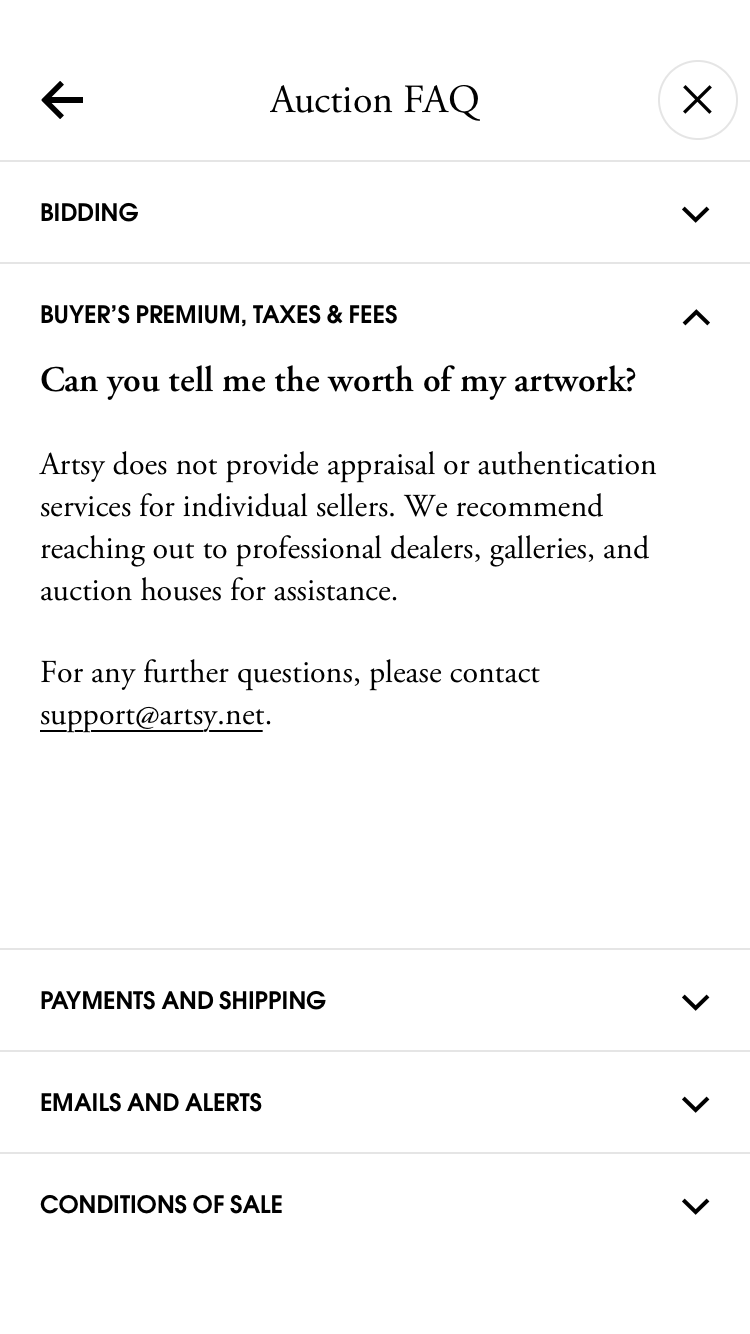 Auction FAQ
BIDDING
BUYER’S PREMIUM, TAXES & FEES
Can you tell me the worth of my artwork?
Artsy does not provide appraisal or authentication
services for individual sellers. We recommend
reaching out to professional dealers, galleries, and
auction houses for assistance.
For any further questions, please contact
support@artsy.net.
PAYMENTS AND SHIPPING
EMAILS AND ALERTS
CONDITIONS OF SALE